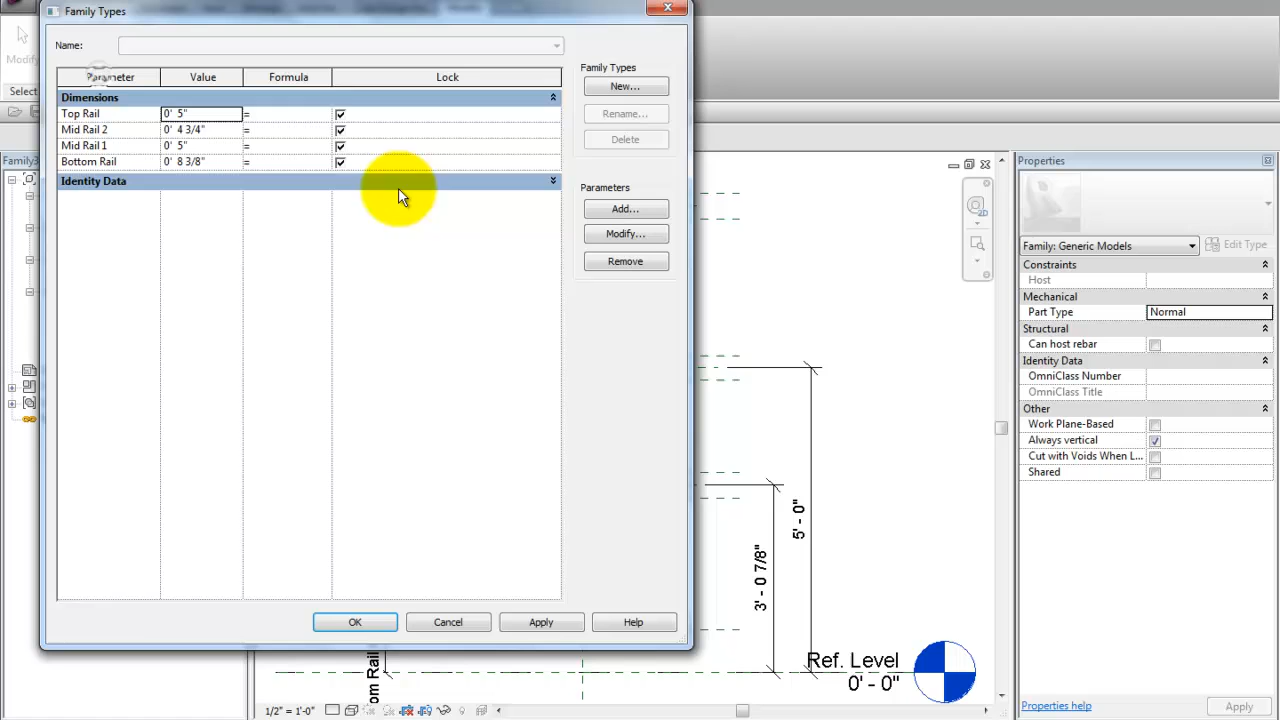 Family Types
Name:
Parameter Value Formula Lock
Dimensions
Top Rail 0' 5" =
Mid Rail 2 0' 4 3/4" =
Mid Rail 1 0' 5" =
Bottom Rail 0' 8 3/8" =
Identity Data
Family Types
New...
Rename...
Delete
Parameters
Add...
Modify...
Remove
OK Cancel Apply Help
Modify
Select
Family3
Properties
Family: Generic Models Edit Type
Constraints
Host
Mechanical
Part Type Normal
Structural
Can host rebar
Identity Data
OmniClass Number
OmniClass Title
Other
Work Plane-Based
Always vertical
Cut with Voids When L...
Shared
Properties help Apply
5' - 0"
3' - 0 7/8"
om Rail
Ref. Level
0' - 0"
1/2" = 1'-0"